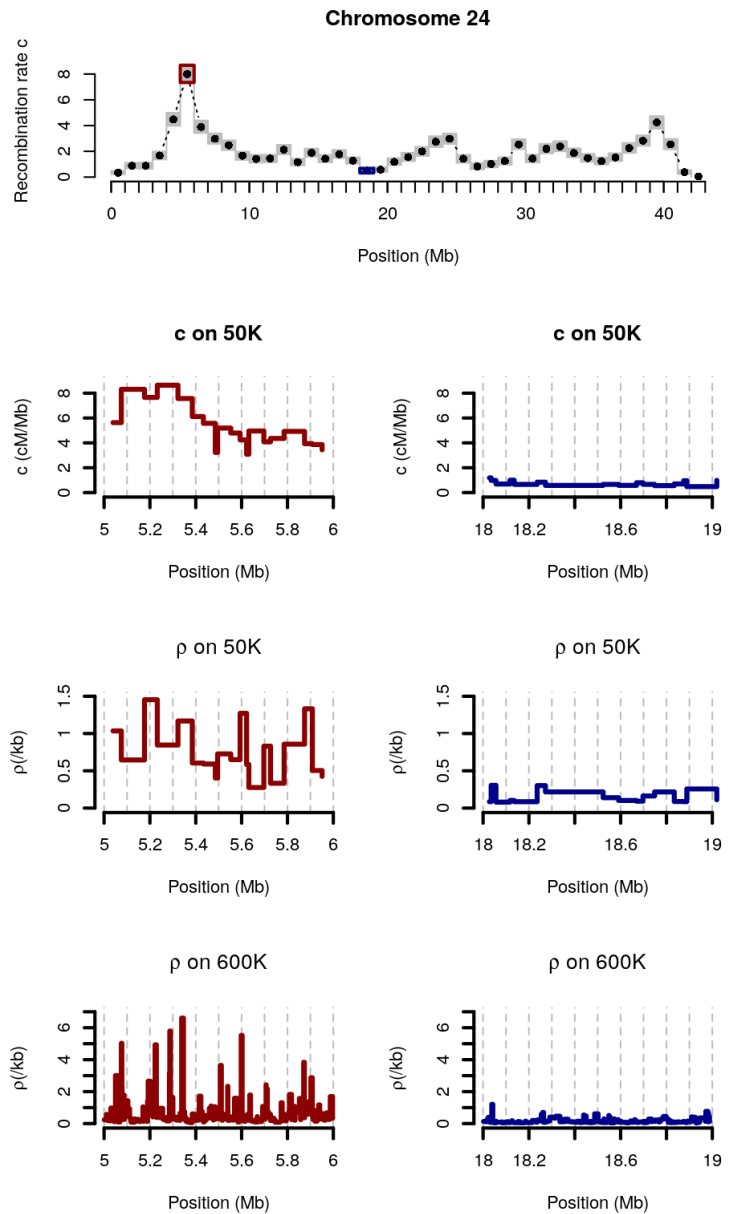 Chromosome 24
Recombination rate c
8
6
4
2
0
0 10 20 30 40
Position (Mb)
c on 50K
c (cM/Mb)
8
6
4
2
0
5 5.2 5.4 5.6 5.8 6
Position (Mb)
c on 50K
c (cM/Mb)
8
6
4
2
0
18 18.2 18.6 19
Position (Mb)
ρ on 50K
ρ(/kb)
1.5
1
0.5
0
5 5.2 5.4 5.6 5.8 6
Position (Mb)
ρ on 50K
ρ(/kb)
1.5
1
0.5
0
18 18.2 18.6 19
Position (Mb)
ρ on 600K
ρ(/kb)
6
4
2
0
5 5.2 5.4 5.6 5.8 6
Position (Mb)
ρ on 600K
ρ(/kb)
6
4
2
0
18 18.2 18.6 19
Position (Mb)